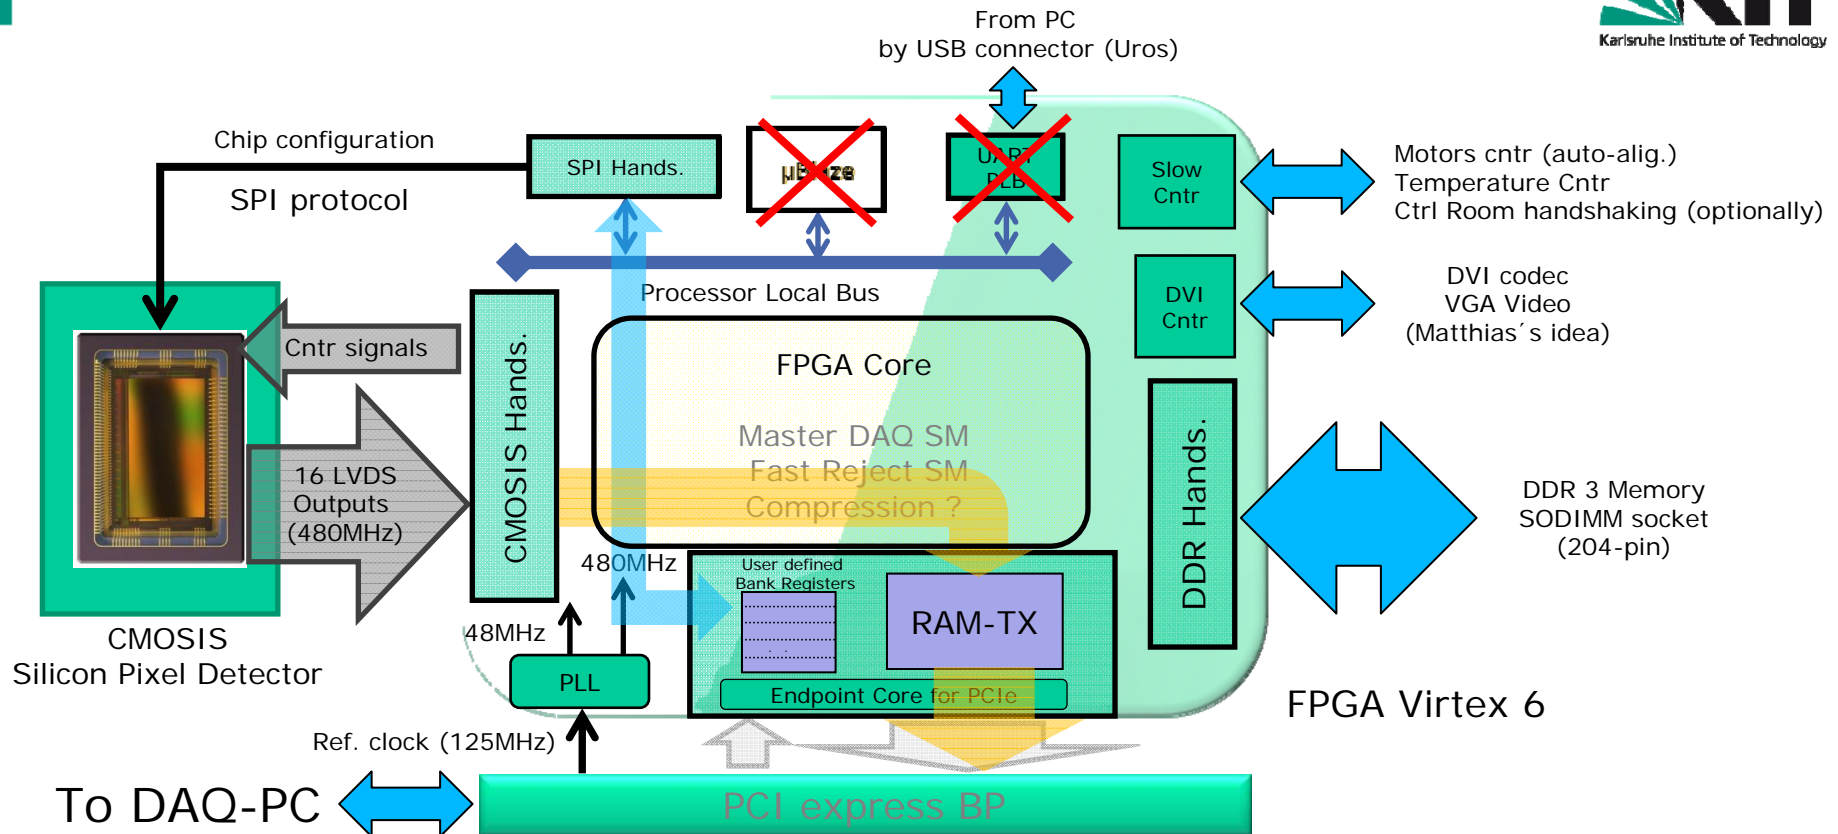 From PC
by USB connector (Uros)
Karlsruhe Institute of Technology
Chip configuration
SPI protocol
SPI Hands.
UART
PLB
Slow
Cntr
Motors cntr (auto-alig.)
Temperature Cntr
Ctrl Room handshaking (optionally)
Processor Local Bus
DVI
Cntr
DVI codec
VGA Video
(Matthias´s idea)
Cntr signals
CMOSIS Hands.
FPGA Core
Master DAQ SM
Fast Reject SM
Compression ?
16 LVDS
Outputs
(480MHz)
DDR Hands.
DDR 3 Memory
SODIMM socket
(204-pin)
480MHz
User defined
Bank Registers
RAM-TX
48MHz
CMOSIS
Silicon Pixel Detector
PLL
Endpoint Core for PCIe
FPGA Virtex 6
Ref. clock (125MHz)
To DAQ-PC
PCI express BP